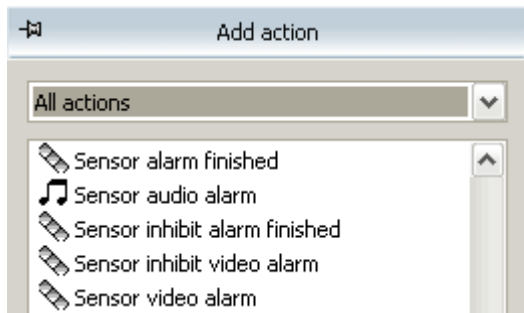 Add action
All actions
Sensor alarm finished
Sensor audio alarm
Sensor inhibit alarm finished
Sensor inhibit video alarm
Sensor video alarm